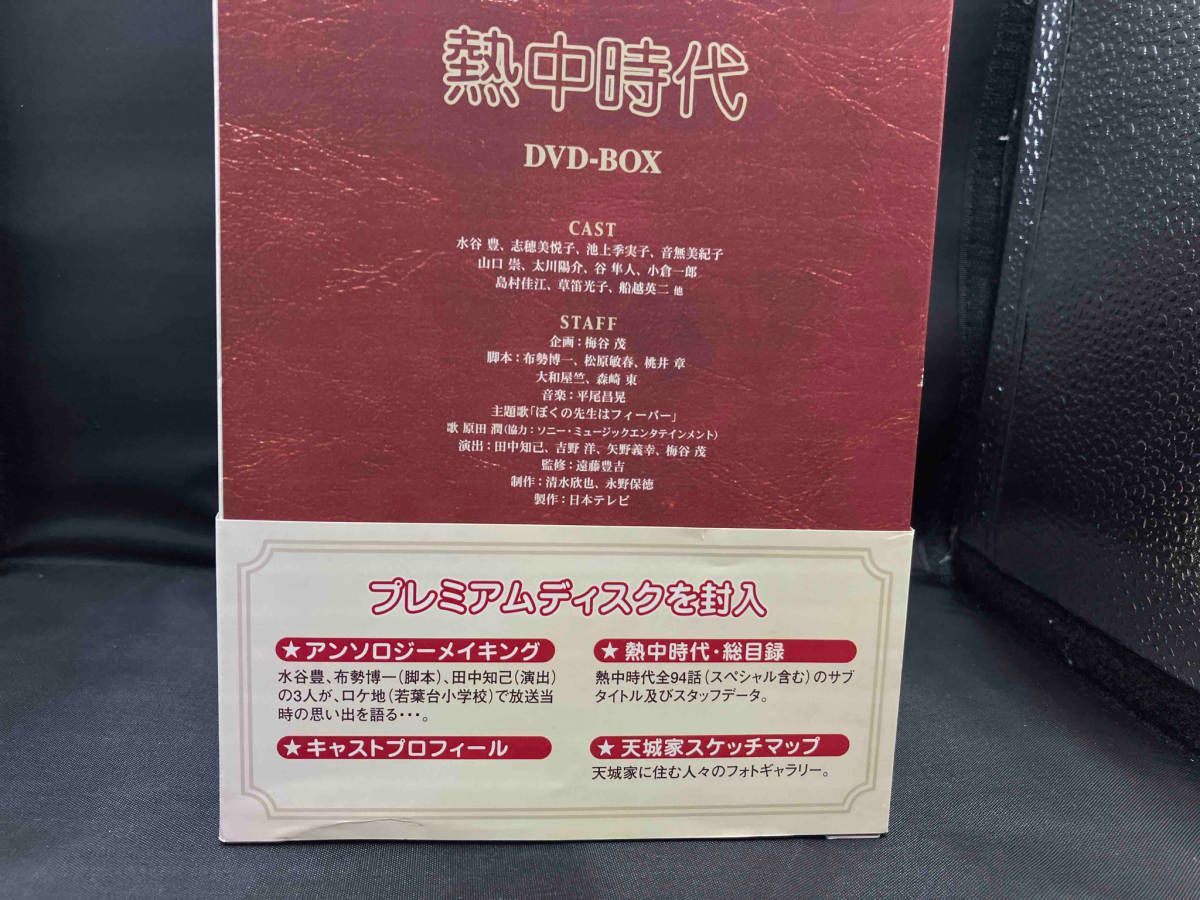 熱中時代
DVD-BOX
CAST
水谷 豊、志穂美悦子、池上季実子、音無美紀子
山口 崇、太川陽介、谷 隼人、小倉一郎
島村佳江、草笛光子、船越英二 他
STAFF
企画：梅谷 茂
脚本：布勢博一、松原敏春、桃井 章
大和屋竺、森崎 東
音楽：平尾昌晃
主題歌「ぼくの先生はフィーバー」
歌 原田 潤（協力：ソニー・ミュージックエンタテインメント）
演出：田中知己、吉野 洋、矢野義幸、梅谷 茂
監修：遠藤豊吉
制作：清水欣也、永野保徳
製作：日本テレビ
プレミアムディスクを封入
★アンソロジーメイキング
水谷豊、布勢博一（脚本）、田中知己（演出）
の3人が、ロケ地（若葉台小学校）で放送当
時の思い出を語る・・・。
★キャストプロフィール
★熱中時代・総目録
熱中時代全94話（スペシャル含む）のサブ
タイトル及びスタッフデータ。
★天城家スケッチマップ
天城家に住む人々のフォトギャラリー。